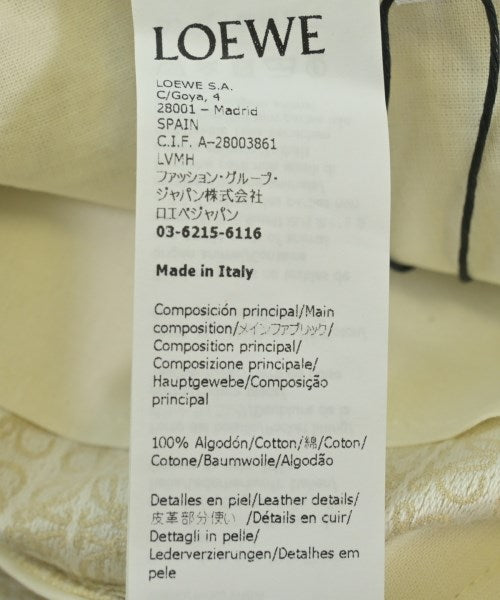 LOEWE
LOEWE S.A.
C/Goya, 4
28001 – Madrid
SPAIN
C.I.F. A–28003861
LVMH
ファッション・グループ・
ジャパン株式会社
ロエベジャパン
03-6215-6116
Made in Italy
Composición principal/Main
composition/メインファブリック/
Composition principal/
Composizione principale/
Hauptgewebe/Composição
principal
100% Algodón/Cotton/綿/Coton/
Cotone/Baumwolle/Algodão
Detalles en piel/Leather details/
皮革部分使い /Détails en cuir/
Dettagli in pelle/
Lederverzierungen/Detalhes em
pele